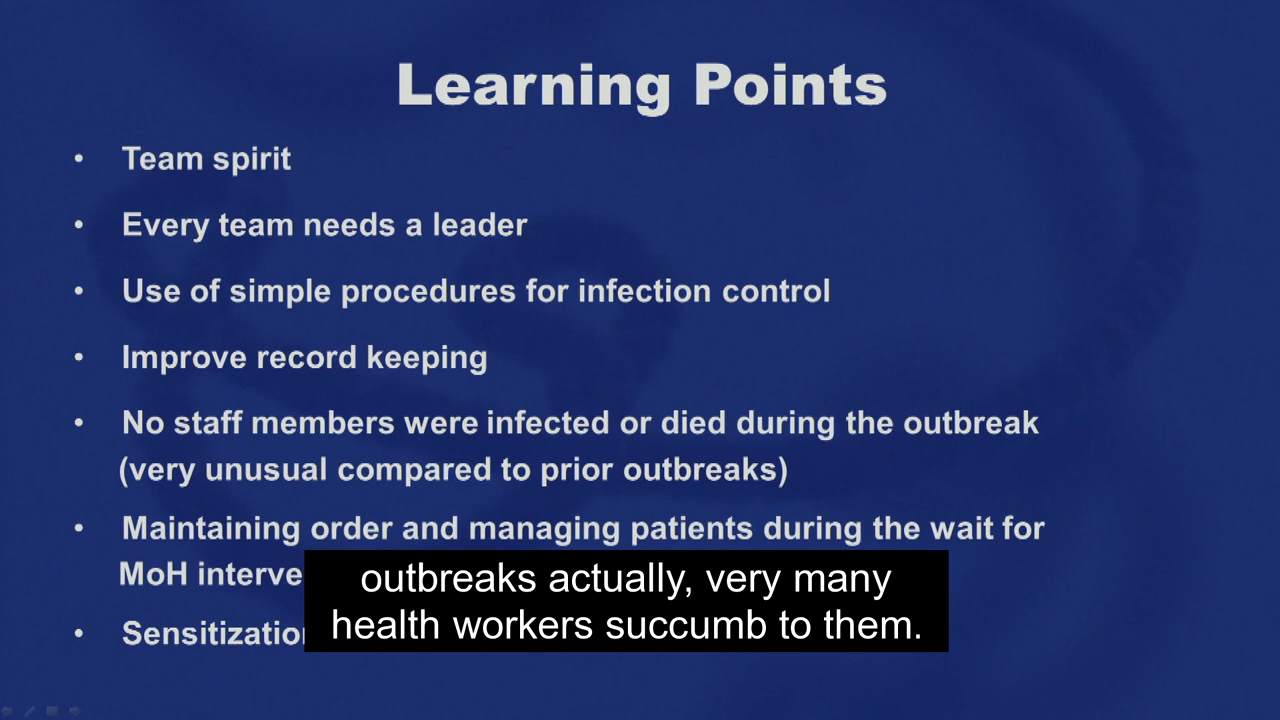 Learning Points
• Team spirit
• Every team needs a leader
• Use of simple procedures for infection control
• Improve record keeping
• No staff members were infected or died during the outbreak
(very unusual compared to prior outbreaks)
• Maintaining order and managing patients during the wait for
MoH
•
outbreaks actually, very many
health workers succumb to them.